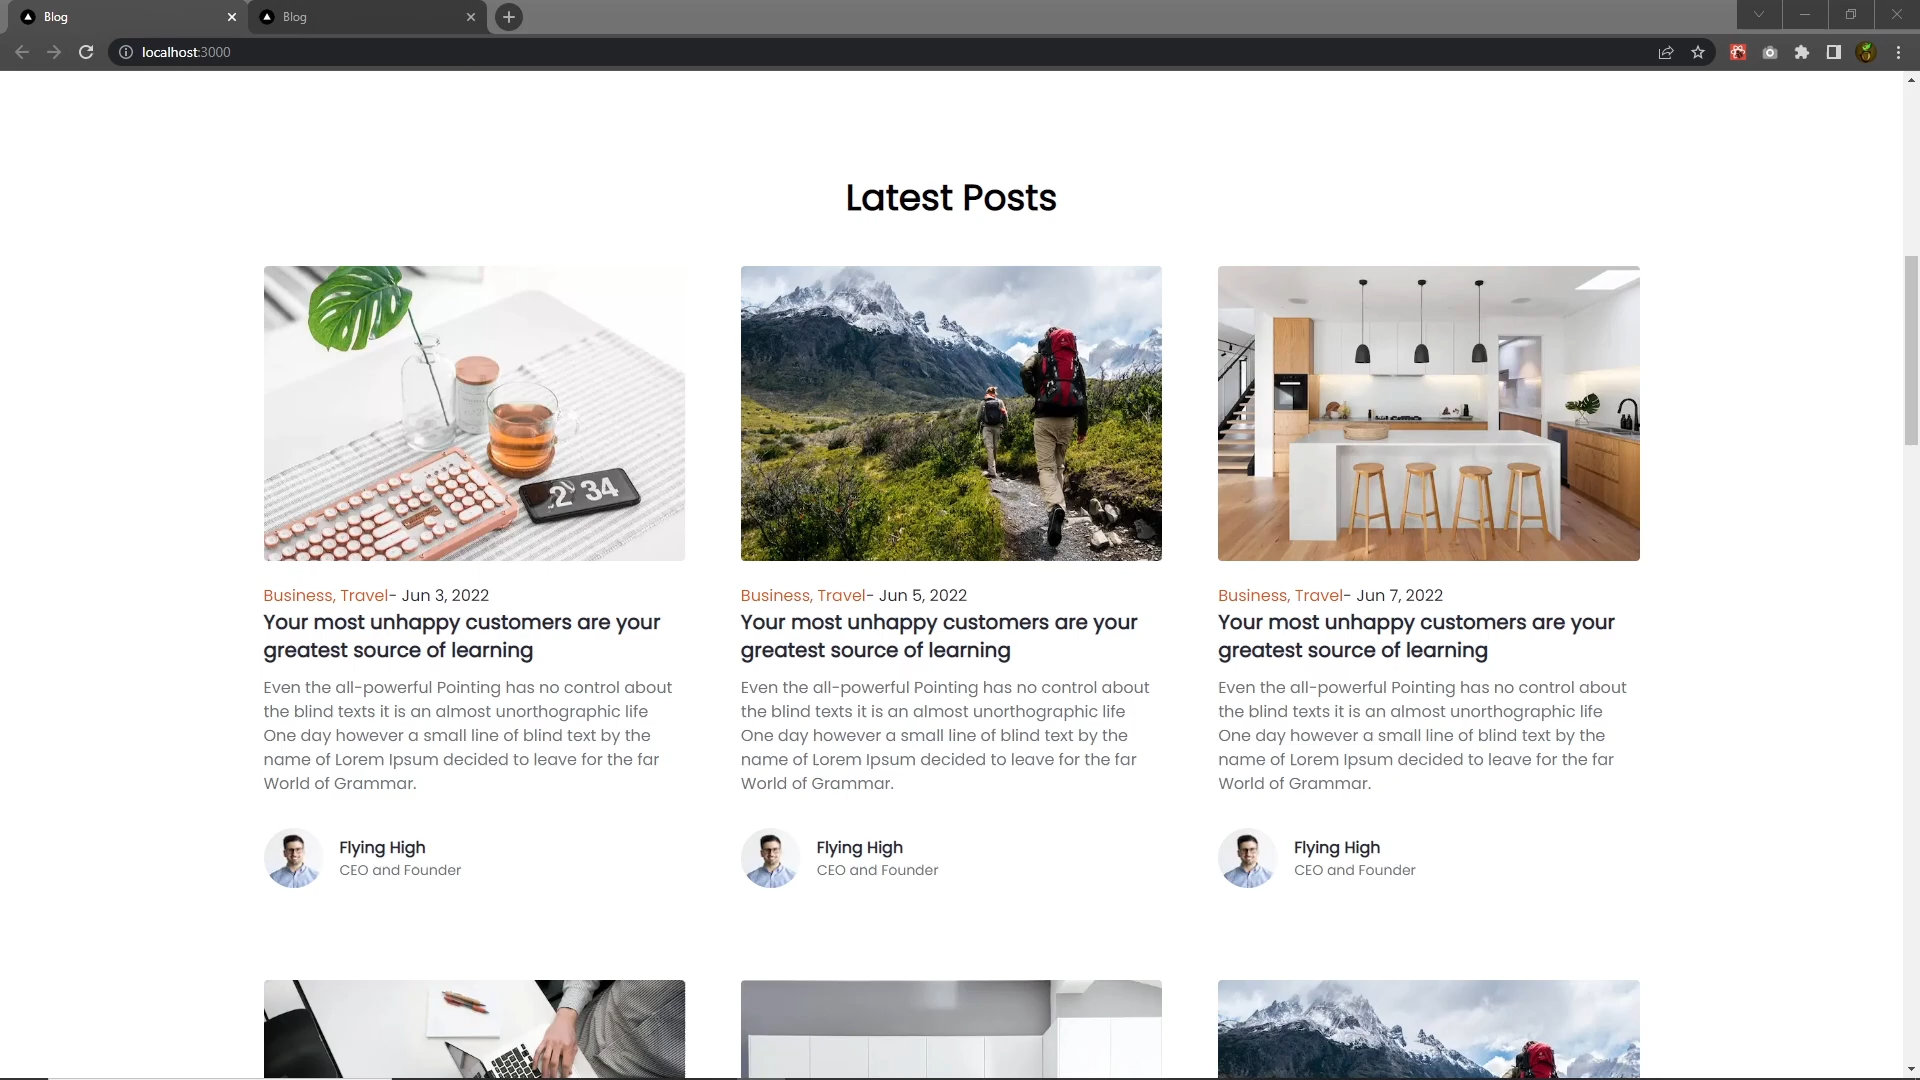 Blog
Blog
localhost:3000
Latest Posts
Business, Travel- Jun 3, 2022
Your most unhappy customers are your
greatest source of learning
Even the all-powerful Pointing has no control about
the blind texts it is an almost unorthographic life
One day however a small line of blind text by the
name of Lorem Ipsum decided to leave for the far
World of Grammar.
Flying High
CEO and Founder
Business, Travel- Jun 5, 2022
Your most unhappy customers are your
greatest source of learning
Even the all-powerful Pointing has no control about
the blind texts it is an almost unorthographic life
One day however a small line of blind text by the
name of Lorem Ipsum decided to leave for the far
World of Grammar.
Flying High
CEO and Founder
Business, Travel- Jun 7, 2022
Your most unhappy customers are your
greatest source of learning
Even the all-powerful Pointing has no control about
the blind texts it is an almost unorthographic life
One day however a small line of blind text by the
name of Lorem Ipsum decided to leave for the far
World of Grammar.
Flying High
CEO and Founder